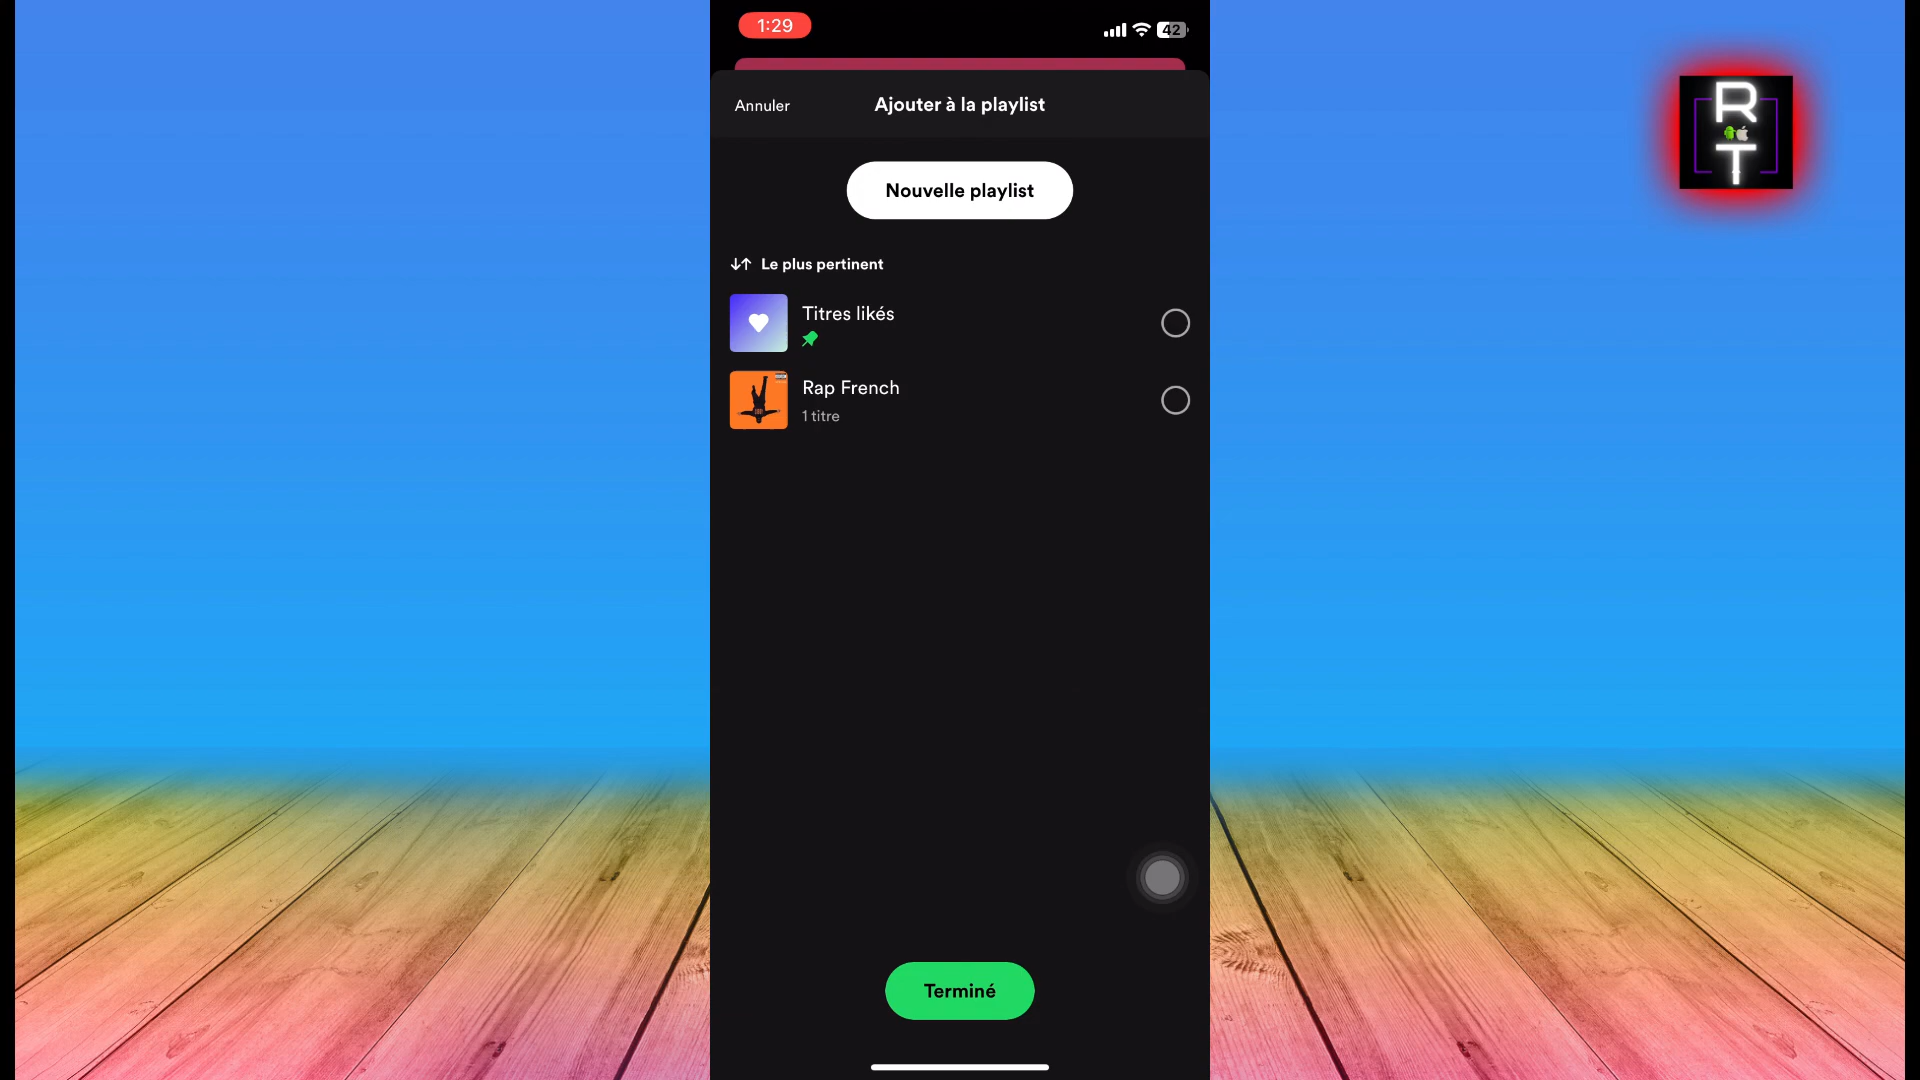 1:29
42
Annuler
Ajouter à la playlist
Nouvelle playlist
Le plus pertinent
Titres likés
Rap French
1 titre
Terminé
R
T